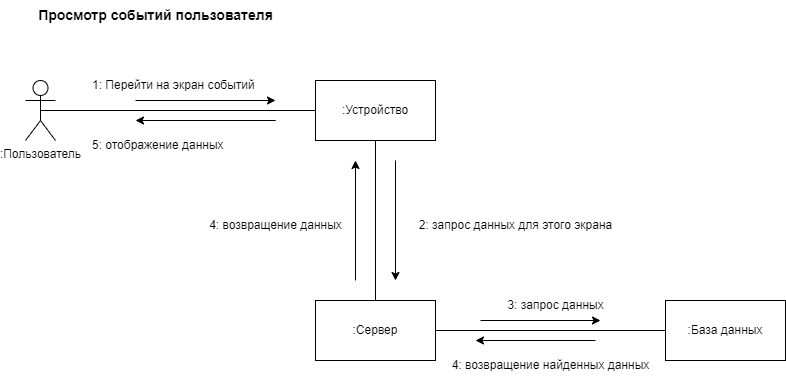 Просмотр событий пользователя
1: Перейти на экран событий
:Устройство
5: отображение данных
:Пользователь
4: возвращение данных
2: запрос данных для этого экрана
3: запрос данных
:Сервер
:База данных
4: возвращение найденных данных